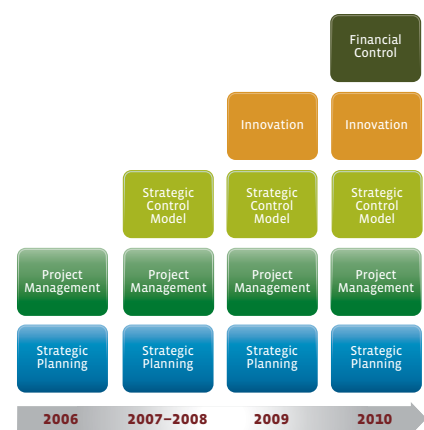 Financial
Control
Innovation
Innovation
Strategic
Control
Model
Strategic
Control
Model
Strategic
Control
Model
Project
Management
Project
Management
Project
Management
Project
Management
Strategic
Planning
Strategic
Planning
Strategic
Planning
Strategic
Planning
2006
2007–2008
2009
2010